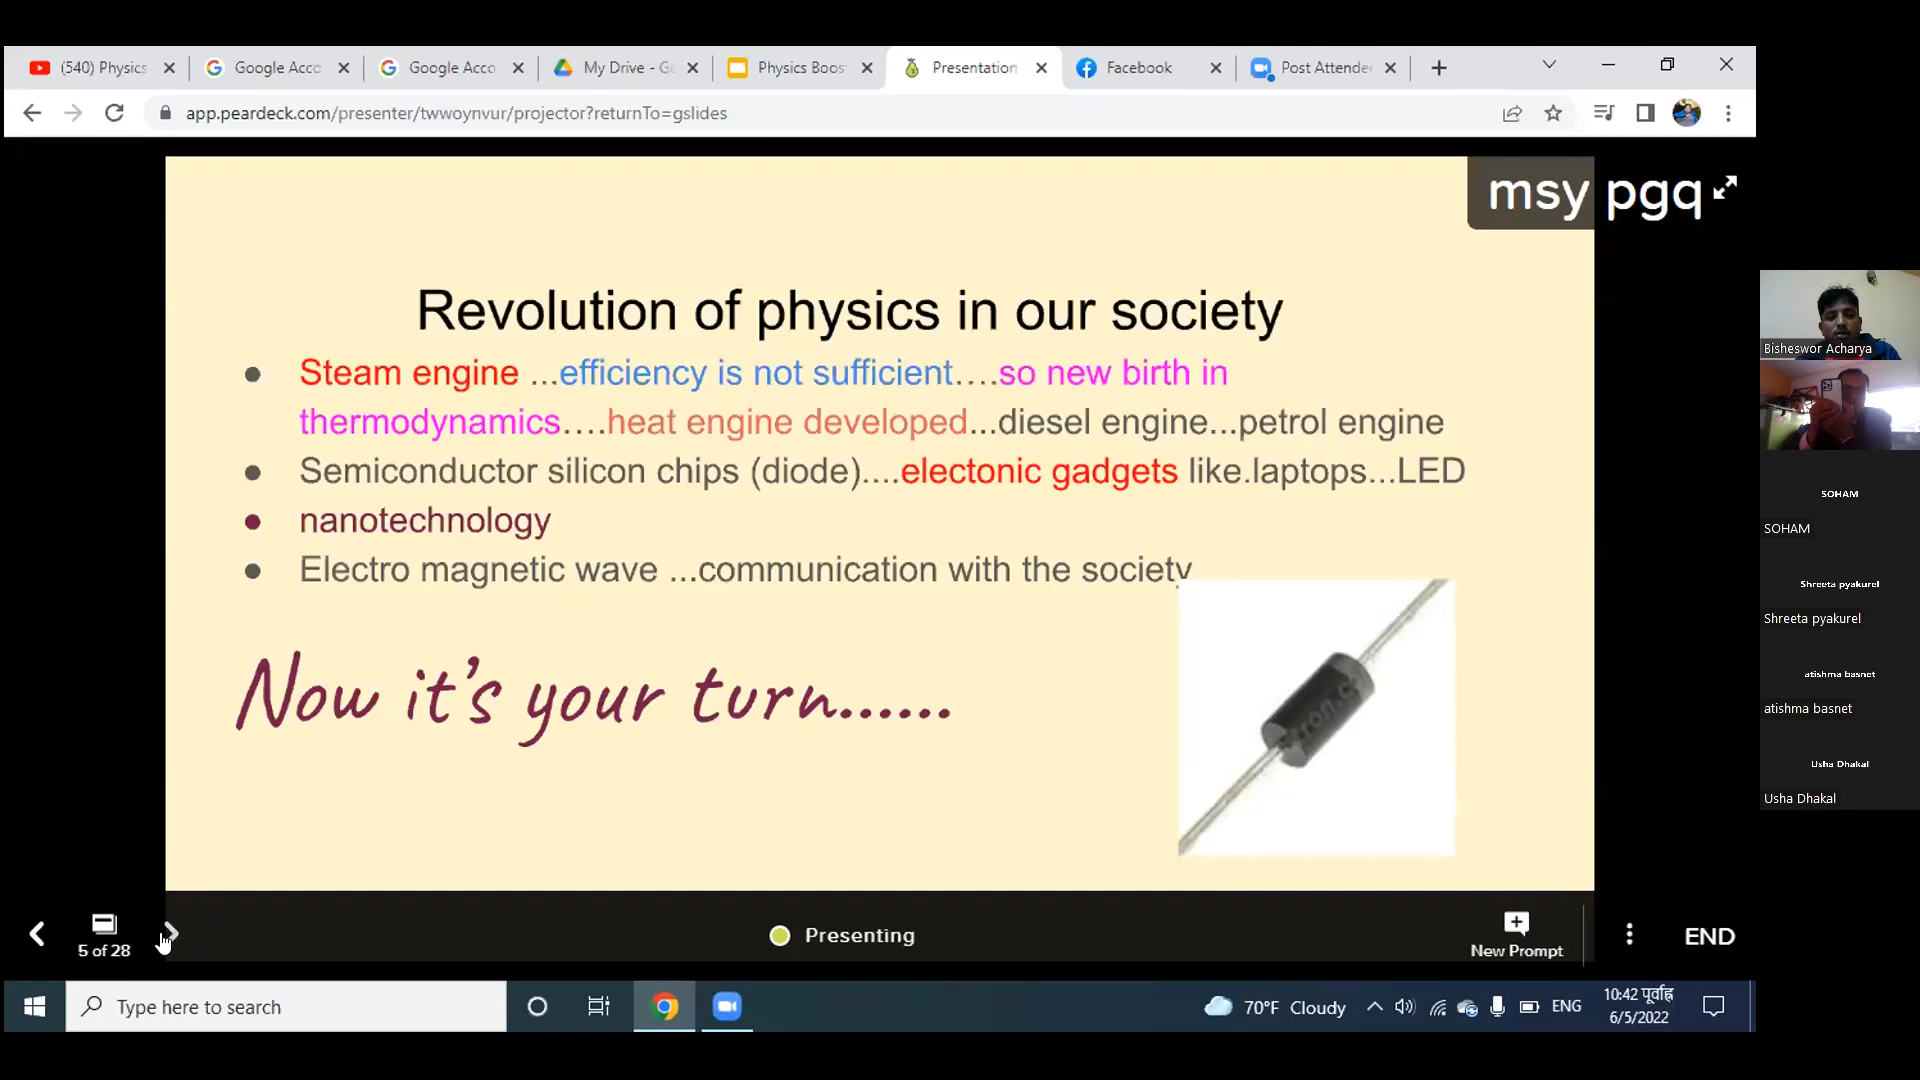 (540) Physics
Google Acco
Google Acco
My Drive - Go
Physics Boos
Presentation
Facebook
Post Attende
app.peardeck.com/presenter/twwoynvur/projector?returnTo=gslides
msy pgq
Revolution of physics in our society
Steam engine ...efficiency is not sufficient....so new birth in
thermodynamics....heat engine developed...diesel engine...petrol engine
Semiconductor silicon chips (diode)....electonic gadgets like.laptops...LED
nanotechnology
Electro magnetic wave ...communication with the society
Now it's your turn......
Bisheswor Acharya
SOHAM
SOHAM
Shreeta pyakurel
Shreeta pyakurel
atishma basnet
atishma basnet
Usha Dhakal
Usha Dhakal
5 of 28
Presenting
New Prompt
END
Type here to search
70°F Cloudy
ENG
10:42 पूर्वाह्न
6/5/2022